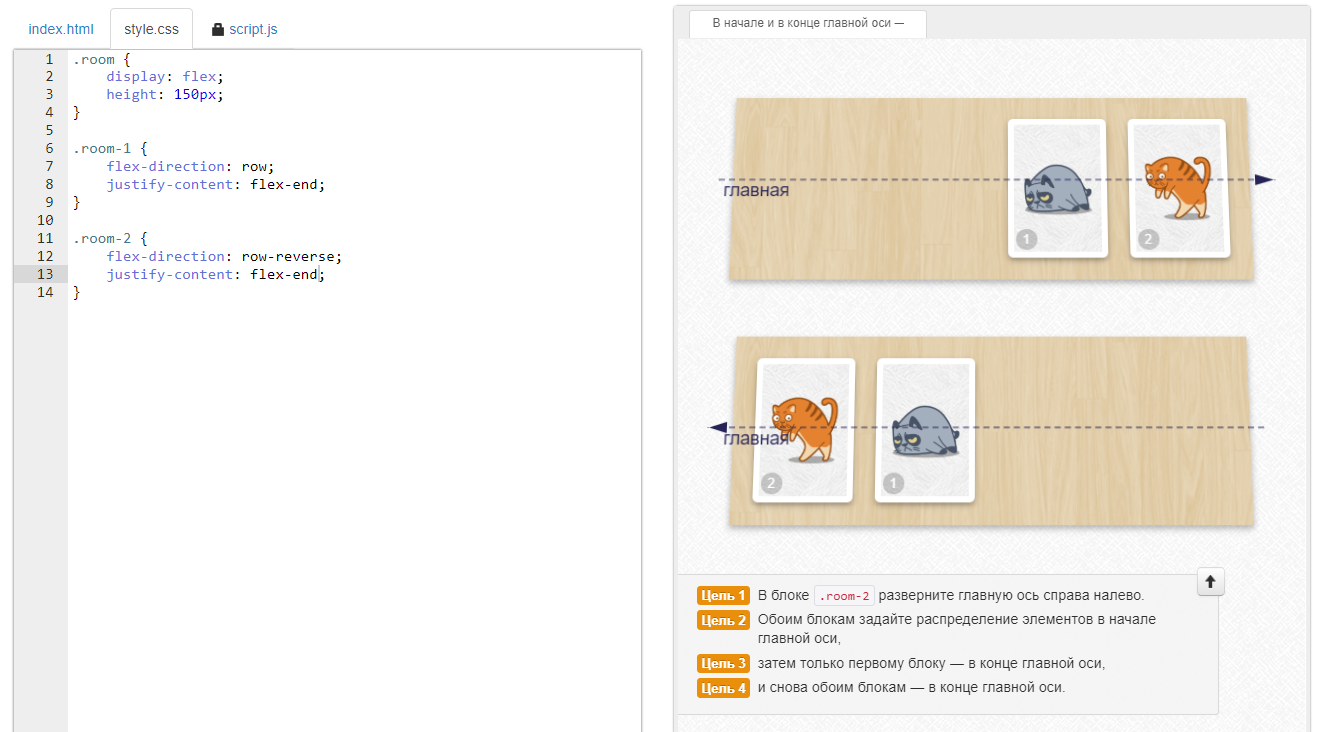 index.html style.css script.js
1 .room {
2 display: flex;
3 height: 150px;
4 }
5
6 .room-1 {
7 flex-direction: row;
8 justify-content: flex-end;
9 }
10
11 .room-2 {
12 flex-direction: row-reverse;
13 justify-content: flex-end;
14 }
В начале и в конце главной оси —
главная
1 2
главная
2 1
Цель 1 В блоке .room-2 разверните главную ось справа налево.
Цель 2 Обоим блокам задайте распределение элементов в начале
главной оси,
Цель 3 затем только первому блоку — в конце главной оси,
Цель 4 и снова обоим блокам — в конце главной оси.